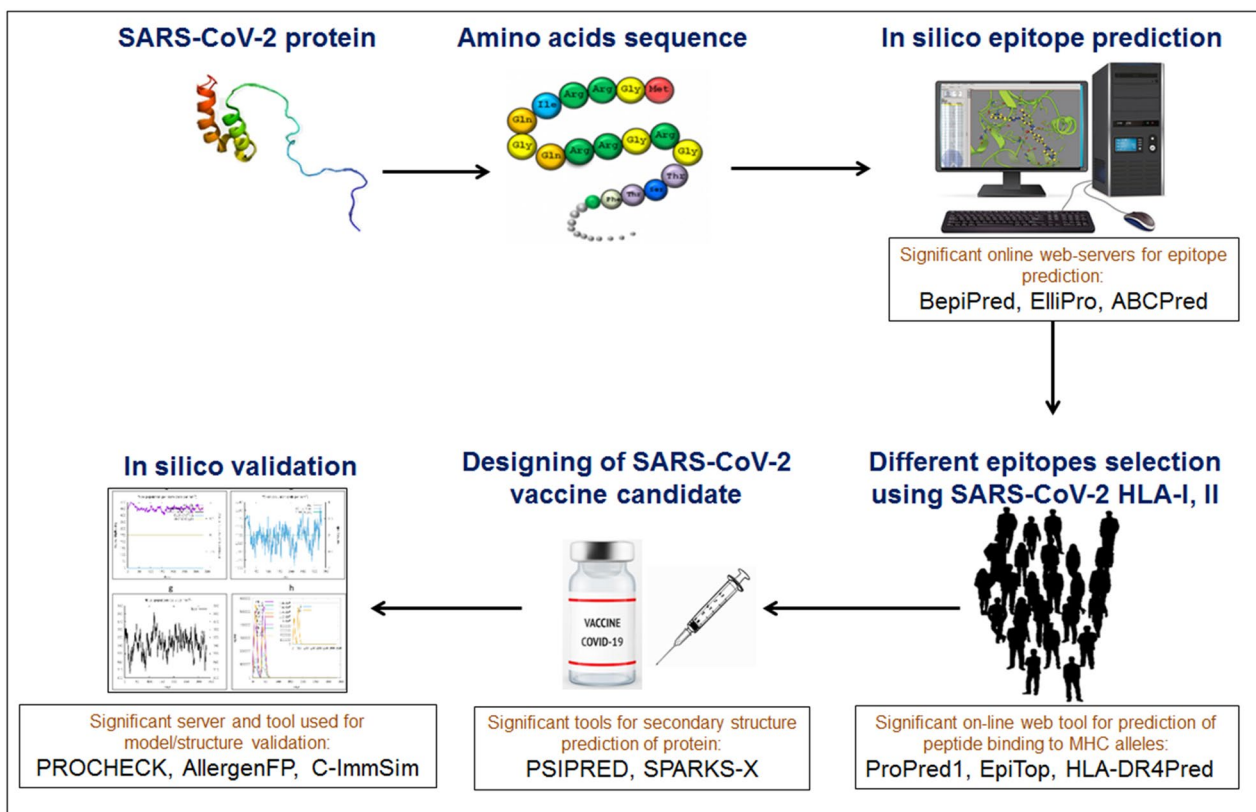 SARS-CoV-2 protein
Amino acids sequence
In silico epitope prediction
Met
Gly
Arg
Arg
Ile
Gln
Gly
Gln
Arg
Arg
Gly
Arg
Gly
Thr
Ser
Thr
Phe
Significant online web-servers for epitope
prediction:
BepiPred, ElliPro, ABCPred
Different epitopes selection
using SARS-CoV-2 HLA-I, II
Significant on-line web tool for prediction of
peptide binding to MHC alleles:
ProPred1, EpiTop, HLA-DR4Pred
Designing of SARS-CoV-2
vaccine candidate
VACCINE
COVID-19
Significant tools for secondary structure
prediction of protein:
PSIPRED, SPARKS-X
In silico validation
g
h
Significant server and tool used for
model/structure validation:
PROCHECK, AllergenFP, C-ImmSim